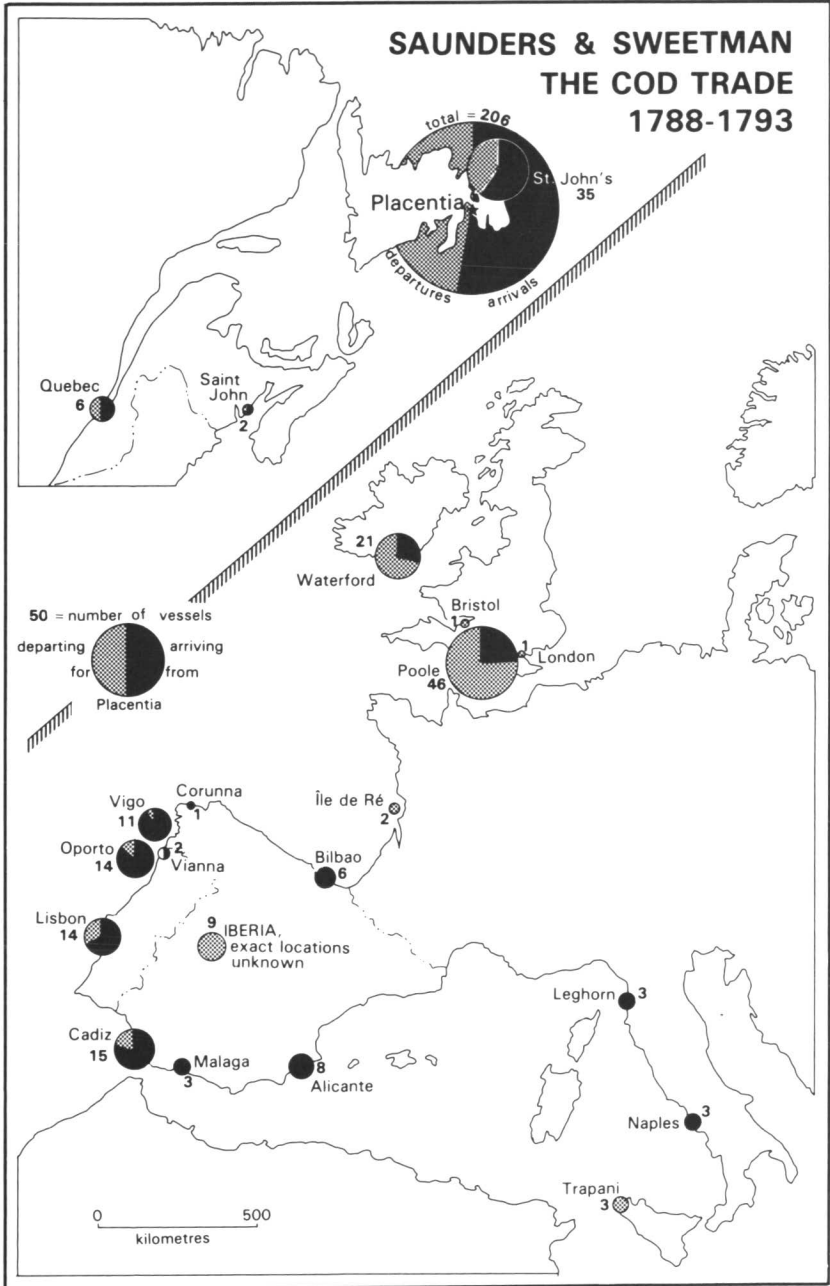 SAUNDERS & SWEETMAN
THE COD TRADE
1788-1793
total = 206
St. John's
35
Placentia
departures
arrivals
Quebec
6
Saint
John
2
21
Waterford
Bristol
1
1
London
Poole
46
50 = number of vessels
departing
arriving
for
from
Placentia
Corunna
1
Vigo
11
Île de Ré
2
Oporto
14
2
Vianna
Bilbao
6
Lisbon
14
9
IBERIA,
exact locations
unknown
Leghorn
3
Cadiz
15
Malaga
3
8
Alicante
Naples
3
Trapani
3
0
500
kilometres